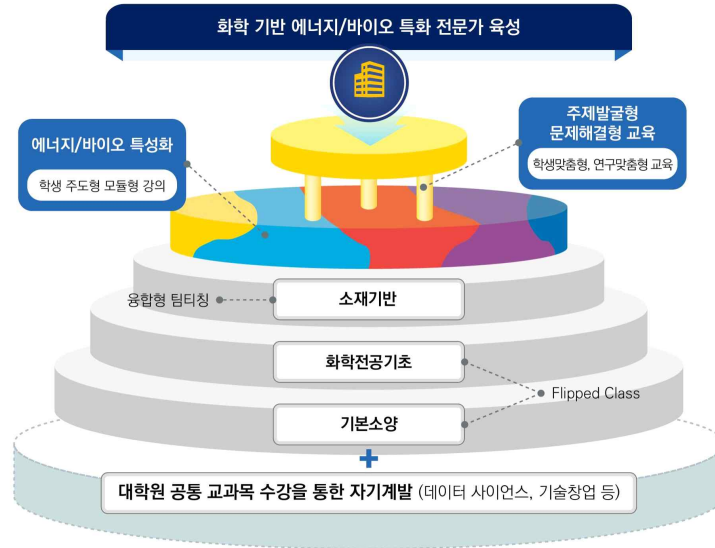 화학 기반 에너지/바이오 특화 전문가 육성
주제발굴형
문제해결형 교육
학생맞춤형, 연구맞춤형 교육
에너지/바이오 특성화
학생 주도형 모듈형 강의
융합형 팀티칭
소재기반
화학전공기초
Flipped Class
기본소양
+
대학원 공통 교과목 수강을 통한 자기계발 (데이터 사이언스, 기술창업 등)